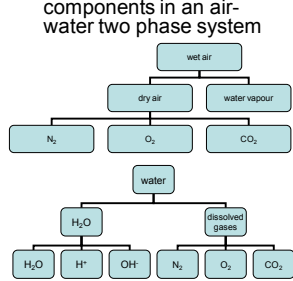 components in an air-
water two phase system
wet air
dry air
water vapour
N₂
O₂
CO₂
water
H₂O
dissolved
gases
H₂O
H⁺
OH⁻
N₂
O₂
CO₂